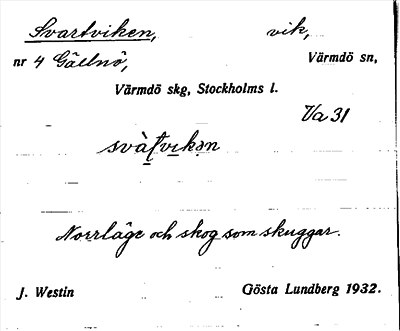 Svartviken, vik,
nr 4 Gällnö, Värmdö sn,
Värmdö skg, Stockholms l.
Va 31
Norrläge och skog som skuggar.
J. Westin Gösta Lundberg 1932.